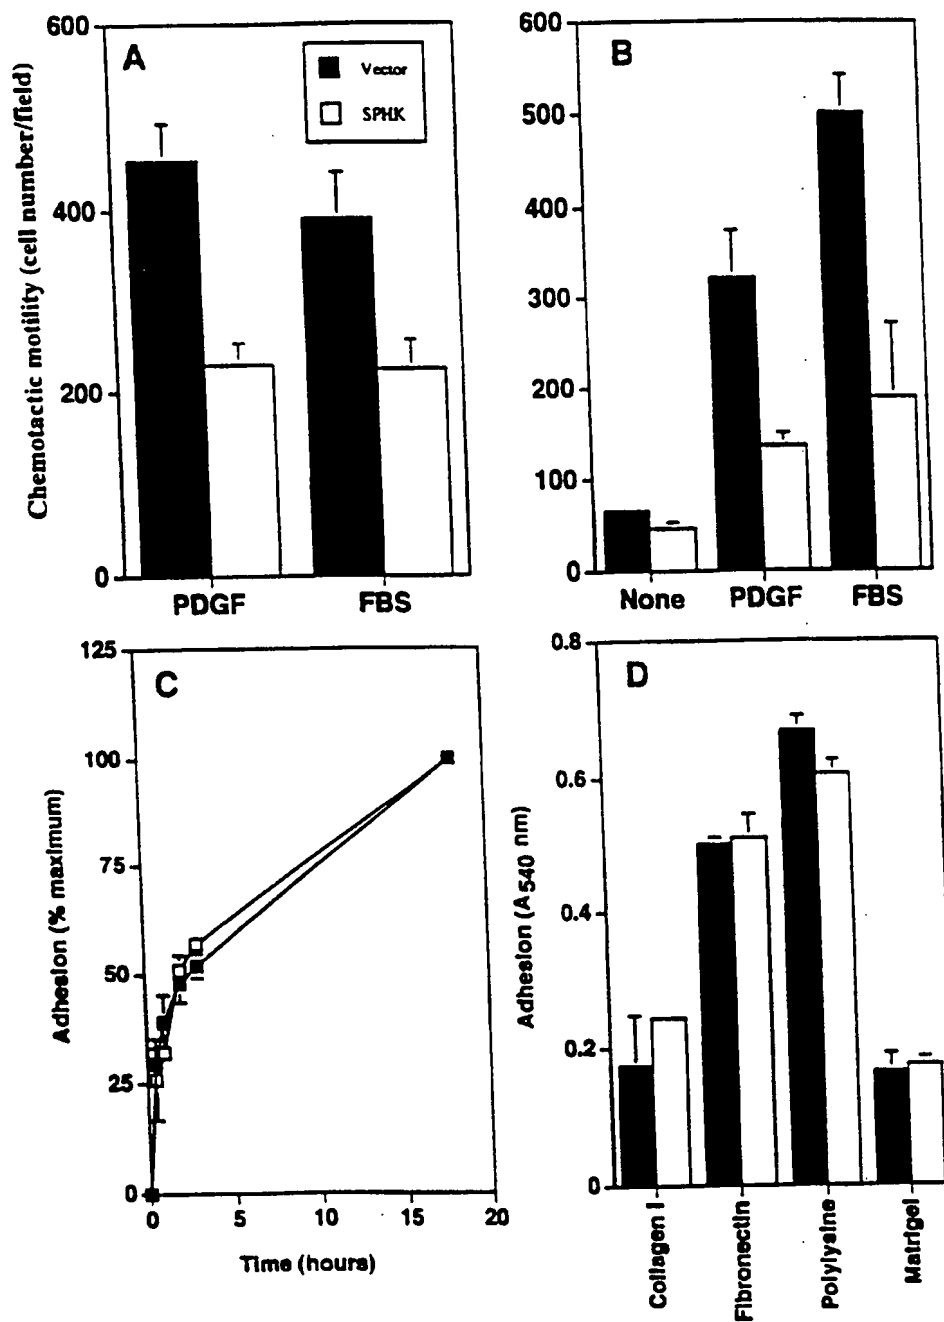 A
Vector
SPHK
Chemotactic motility (cell number/field)
600
400
200
0
PDGF
FBS
B
600
500
400
300
200
100
0
None
PDGF
FBS
C
Adhesion (% maximum)
125
100
75
50
25
0
0
5
10
15
20
Time (hours)
D
Adhesion (A540 nm)
0.8
0.6
0.4
0.2
0
Collagen I
Fibronectin
Polylysine
Matrigel